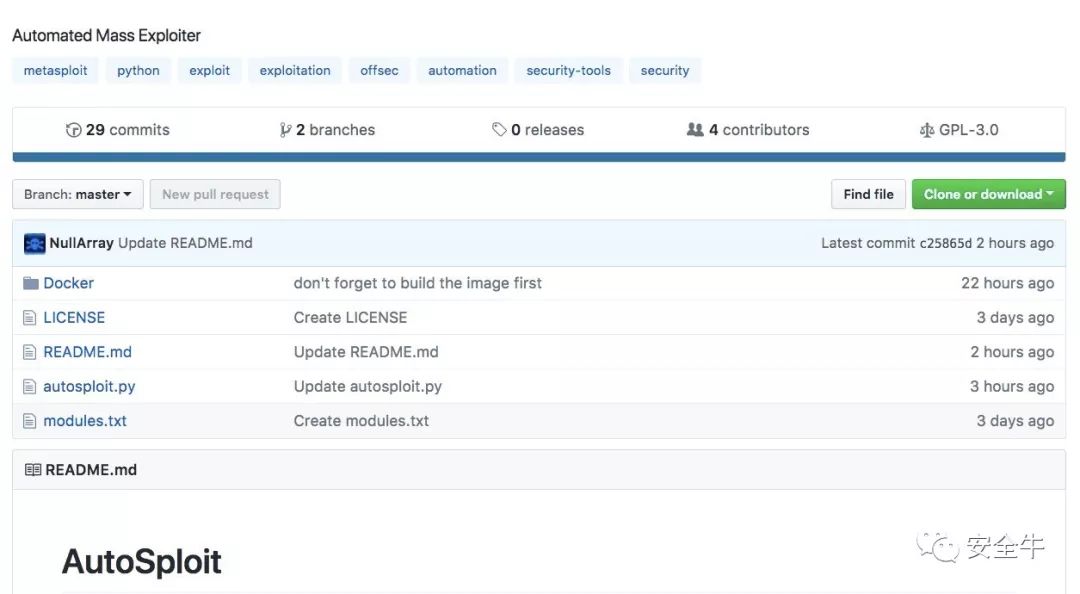 Automated Mass Exploiter
metasploit python exploit exploitation offsec automation security-tools security
29 commits 2 branches 0 releases 4 contributors GPL-3.0
Branch: master New pull request Find file Clone or download
NullArray Update README.md Latest commit c25865d 2 hours ago
Docker don't forget to build the image first 22 hours ago
LICENSE Create LICENSE 3 days ago
README.md Update README.md 2 hours ago
autosploit.py Update autosploit.py 3 hours ago
modules.txt Create modules.txt 3 days ago
README.md
AutoSploit
安全牛